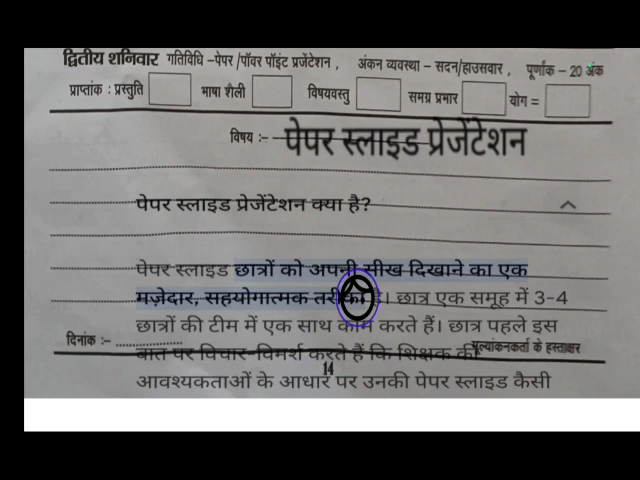 द्वितीय शनिवार गतिविधि –पेपर /पॉवर पॉइंट प्रजेंटेशन , अंकन व्यवस्था – सदन/हाउसवार , पूर्णांक – 20 अंक
प्राप्तांक : प्रस्तुति भाषा शैली विषयवस्तु समग्र प्रभार योग =
विषय :- पेपर स्लाइड प्रेजेंटेशन
पेपर स्लाइड प्रेजेंटेशन क्या है?
पेपर स्लाइड छात्रों को अपनी सीख दिखाने का एक
मज़ेदार, सहयोगात्मक तरीका है। छात्र एक समूह में 3-4
छात्रों की टीम में एक साथ काम करते हैं। छात्र पहले इस
दिनांक :- ......................
बात पर विचार-विमर्श करते हैं कि शिक्षक की
मूल्यांकनकर्ता के हस्ताक्षर
14
आवश्यकताओं के आधार पर उनकी पेपर स्लाइड कैसी